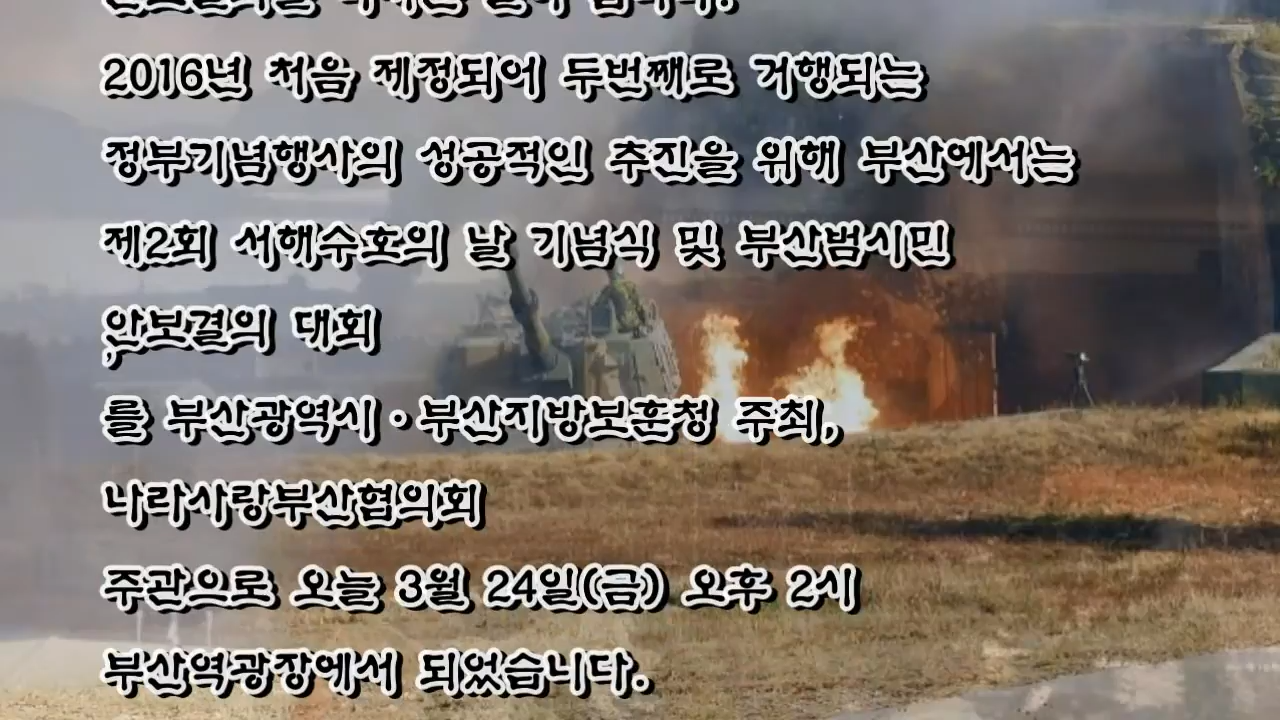 2016년 처음 제정되어 두번째로 거행되는
정부기념행사의 성공적인 추진을 위해 부산에서는
제2회 서해수호의 날 기념식 및 부산범시민
안보결의 대회
,
를 부산광역시·부산지방보훈청 주최,
나라사랑부산협의회
주관으로 오늘 3월 24일(금) 오후 2시
부산역광장에서 되었습니다.